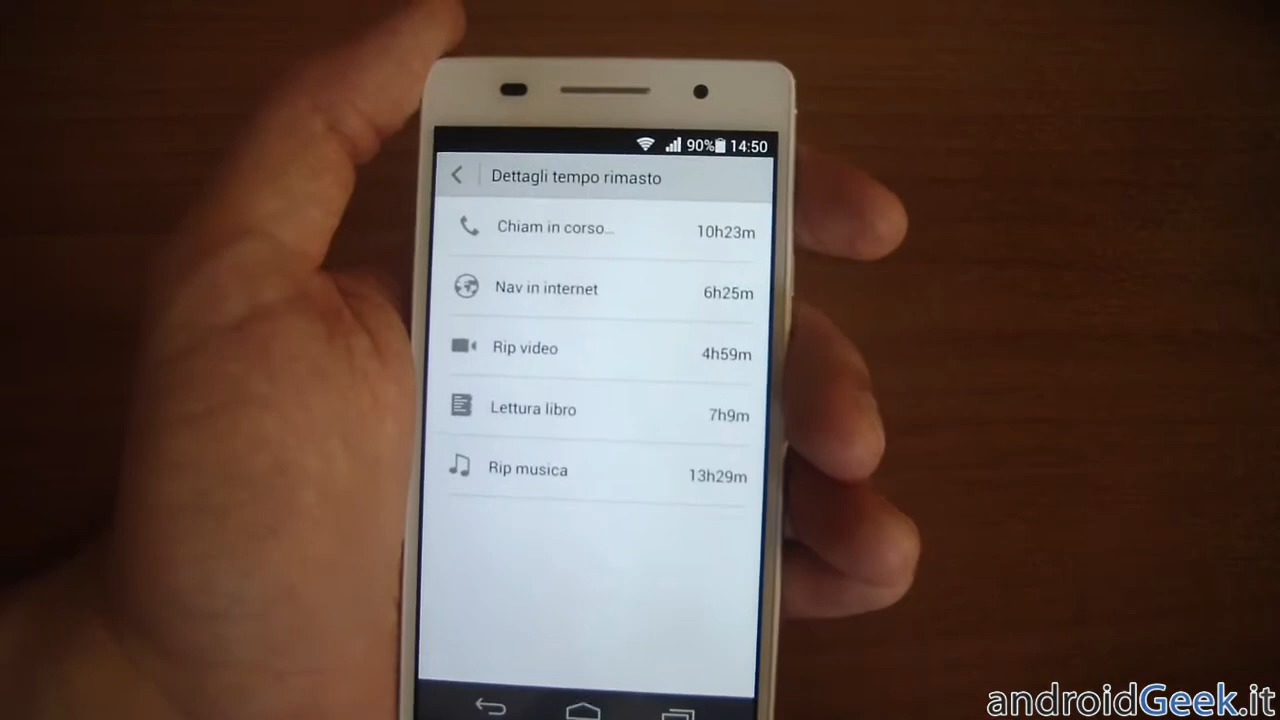 90% 14:50
Dettagli tempo rimasto
Chiam in corso... 10h23m
Nav in internet 6h25m
Rip video 4h59m
Lettura libro 7h9m
Rip musica 13h29m
androidGeek.it